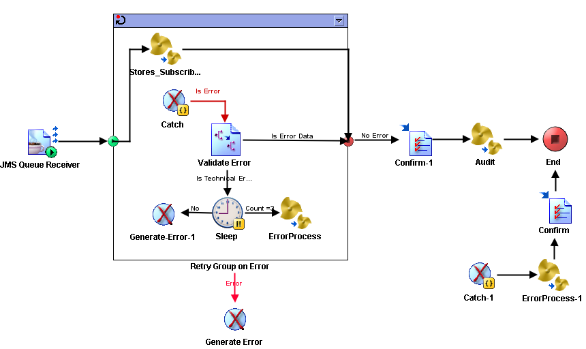 Stores_Subscrib...
Is Error
Catch
JMS Queue Receiver
Is Error Data
No Error
Validate Error
Confirm-1
Audit
End
Is Technical Er...
No
Count =3
Generate-Error-1
Sleep
ErrorProcess
Confirm
Retry Group on Error
Error
Catch-1
ErrorProcess-1
Generate Error